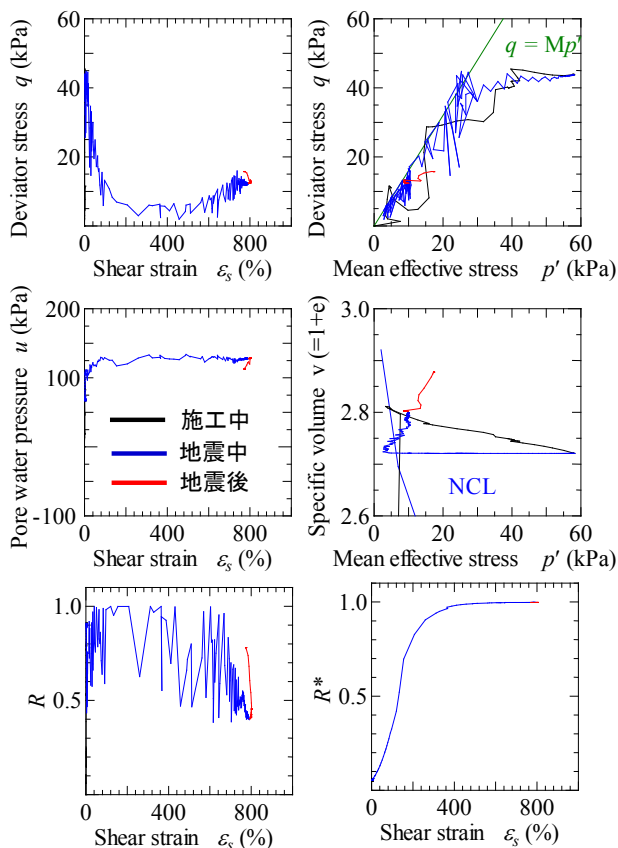 Deviator stress q (kPa)
60
40
20
0
0 400 800
Shear strain εs (%)
Deviator stress q (kPa)
60
40
20
0
q = Mp'
0 20 40 60
Mean effective stress p' (kPa)
Pore water pressure u (kPa)
200
100
-100
施工中
地震中
地震後
0 400 800
Shear strain εs (%)
Specific volume v (=1+e)
3.0
2.8
2.6
NCL
0 20 40 60
Mean effective stress p' (kPa)
R
1.0
0.5
0 400 800
Shear strain εs (%)
R*
1.0
0.5
0 400 800
Shear strain εs (%)